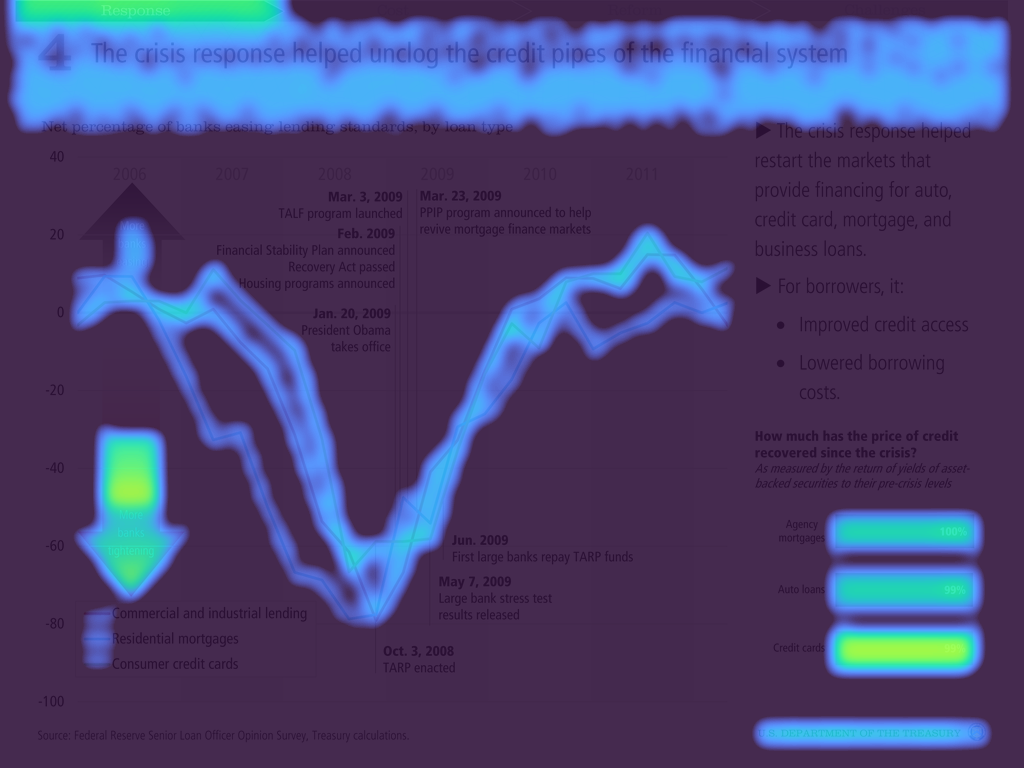 Response
4 The crisis response helped unclog the credit pipes of the financial system
Net percentage of banks easing lending standards, by loan type
40
20
0
-20
-40
-60
-80
-100
2006
2007
2008
2009
2010
2011
Mar. 3, 2009
TALF program launched
Feb. 2009
Financial Stability Plan announced
Recovery Act passed
Housing programs announced
Jan. 20, 2009
President Obama
takes office
Mar. 23, 2009
PPIP program announced to help
revive mortgage finance markets
banks
tightening
Jun. 2009
First large banks repay TARP funds
May 7, 2009
Large bank stress test
results released
Oct. 3, 2008
TARP enacted
Commercial and industrial lending
Residential mortgages
Consumer credit cards
Source: Federal Reserve Senior Loan Officer Opinion Survey, Treasury calculations.
▶ The crisis response helped
restart the markets that
provide financing for auto,
credit card, mortgage, and
business loans.
▶ For borrowers, it:
• Improved credit access
• Lowered borrowing
costs.
How much has the price of credit
recovered since the crisis?
As measured by the return of yields of asset-
backed securities to their pre-crisis levels
Agency
mortgages
100%
Auto loans
99%
Credit cards
U.S. DEPARTMENT OF THE TREASURY